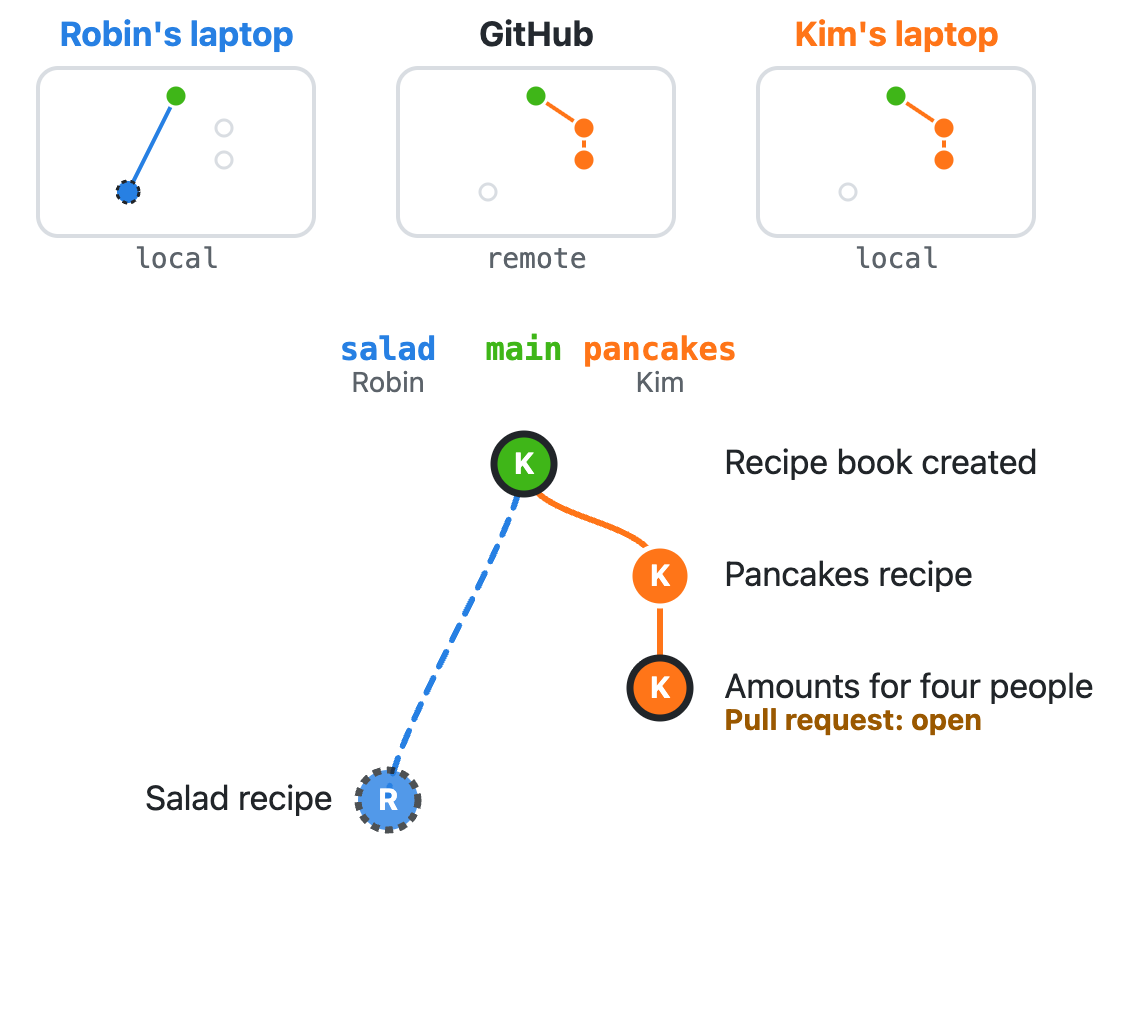 Robin's laptop
GitHub
Kim's laptop
local
remote
local
salad
main
pancakes
Robin
Kim
K
Recipe book created
K
Pancakes recipe
K
Amounts for four people
Pull request: open
Salad recipe
R